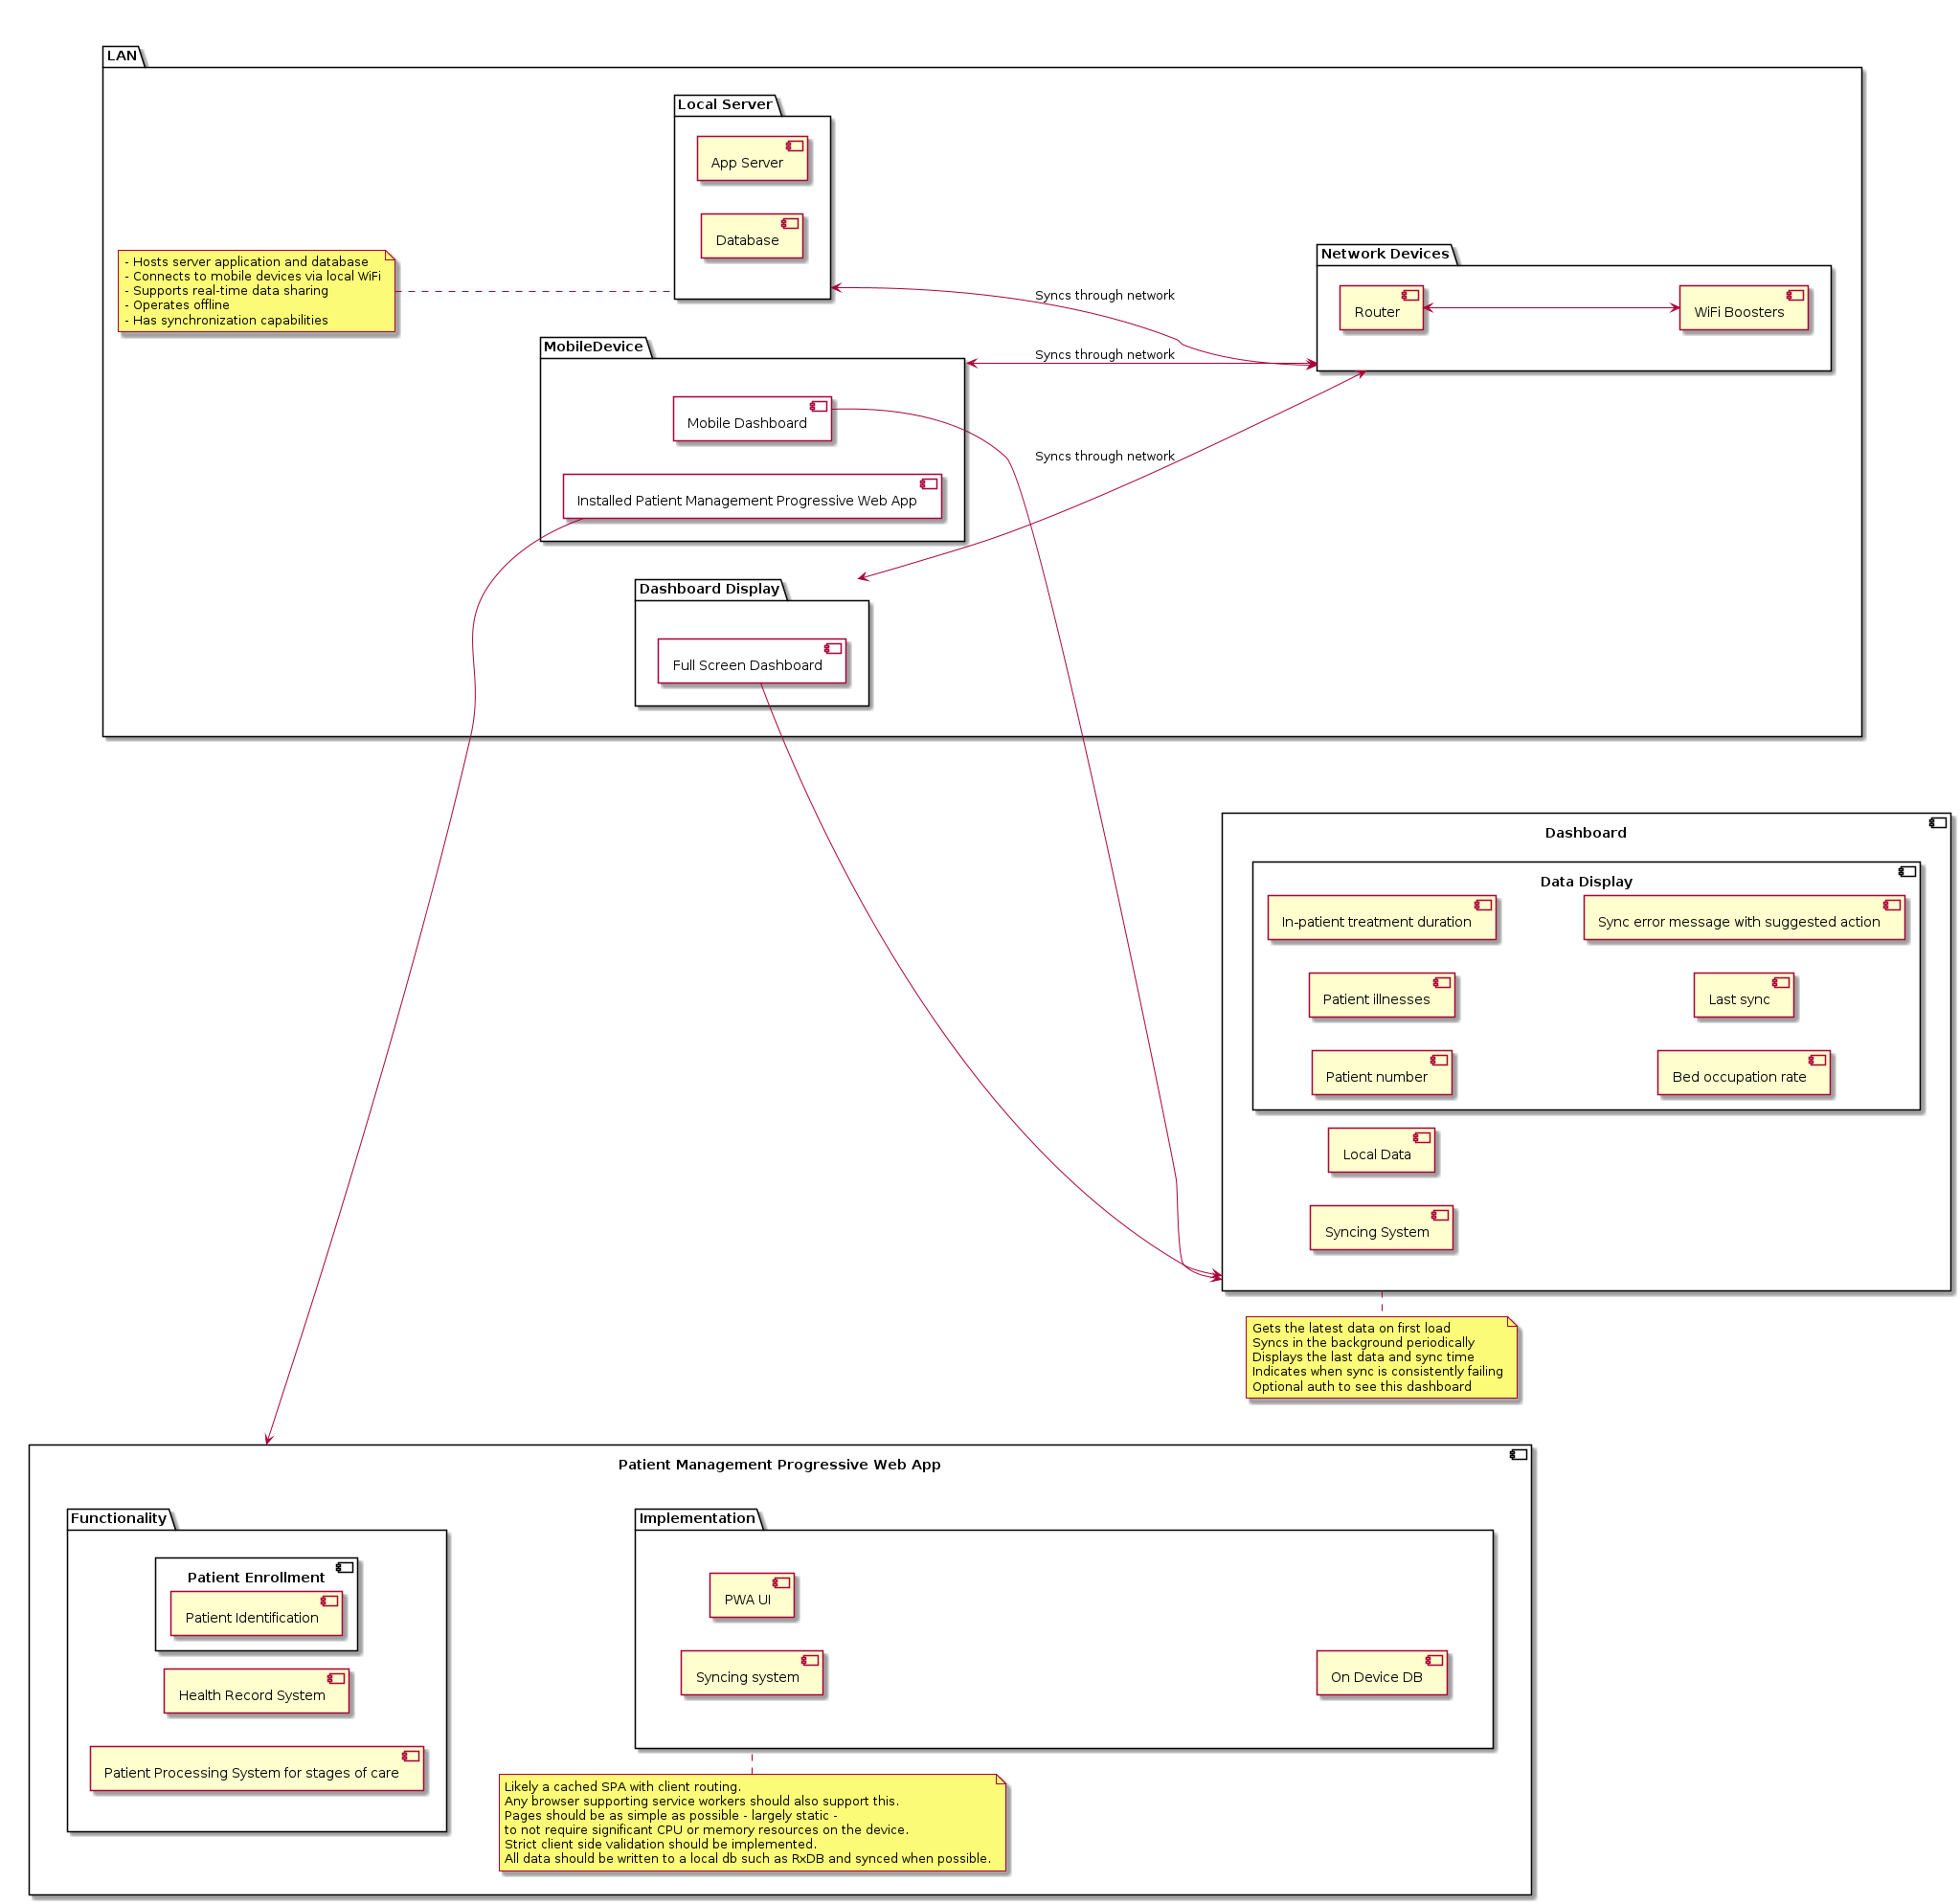 LAN
Local Server
App Server
Database
- Hosts server application and database
- Connects to mobile devices via local WiFi
- Supports real-time data sharing
- Operates offline
- Has synchronization capabilities
Network Devices
Router
WiFi Boosters
Syncs through network
MobileDevice
Syncs through network
Mobile Dashboard
Syncs through network
Installed Patient Management Progressive Web App
Dashboard Display
Full Screen Dashboard
Dashboard
Data Display
In-patient treatment duration
Sync error message with suggested action
Patient illnesses
Last sync
Patient number
Bed occupation rate
Local Data
Syncing System
Gets the latest data on first load
Syncs in the background periodically
Displays the last data and sync time
Indicates when sync is consistently failing
Optional auth to see this dashboard
Patient Management Progressive Web App
Functionality
Patient Enrollment
Patient Identification
Health Record System
Patient Processing System for stages of care
Implementation
PWA UI
Syncing system
On Device DB
Likely a cached SPA with client routing.
Any browser supporting service workers should also support this.
Pages should be as simple as possible - largely static -
to not require significant CPU or memory resources on the device.
Strict client side validation should be implemented.
All data should be written to a local db such as RxDB and synced when possible.